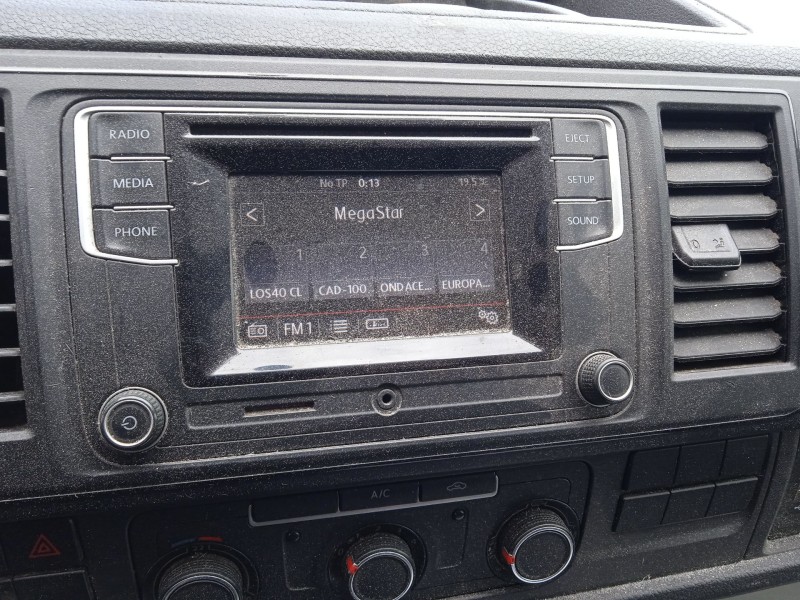 RADIO
MEDIA
PHONE
EJECT
SETUP
SOUND
No TP 0:13 19.5°C
< MegaStar >
1 2 3 4
LOS40 CL CAD-100 ONDACE... EUROPA...
FM1
A/C